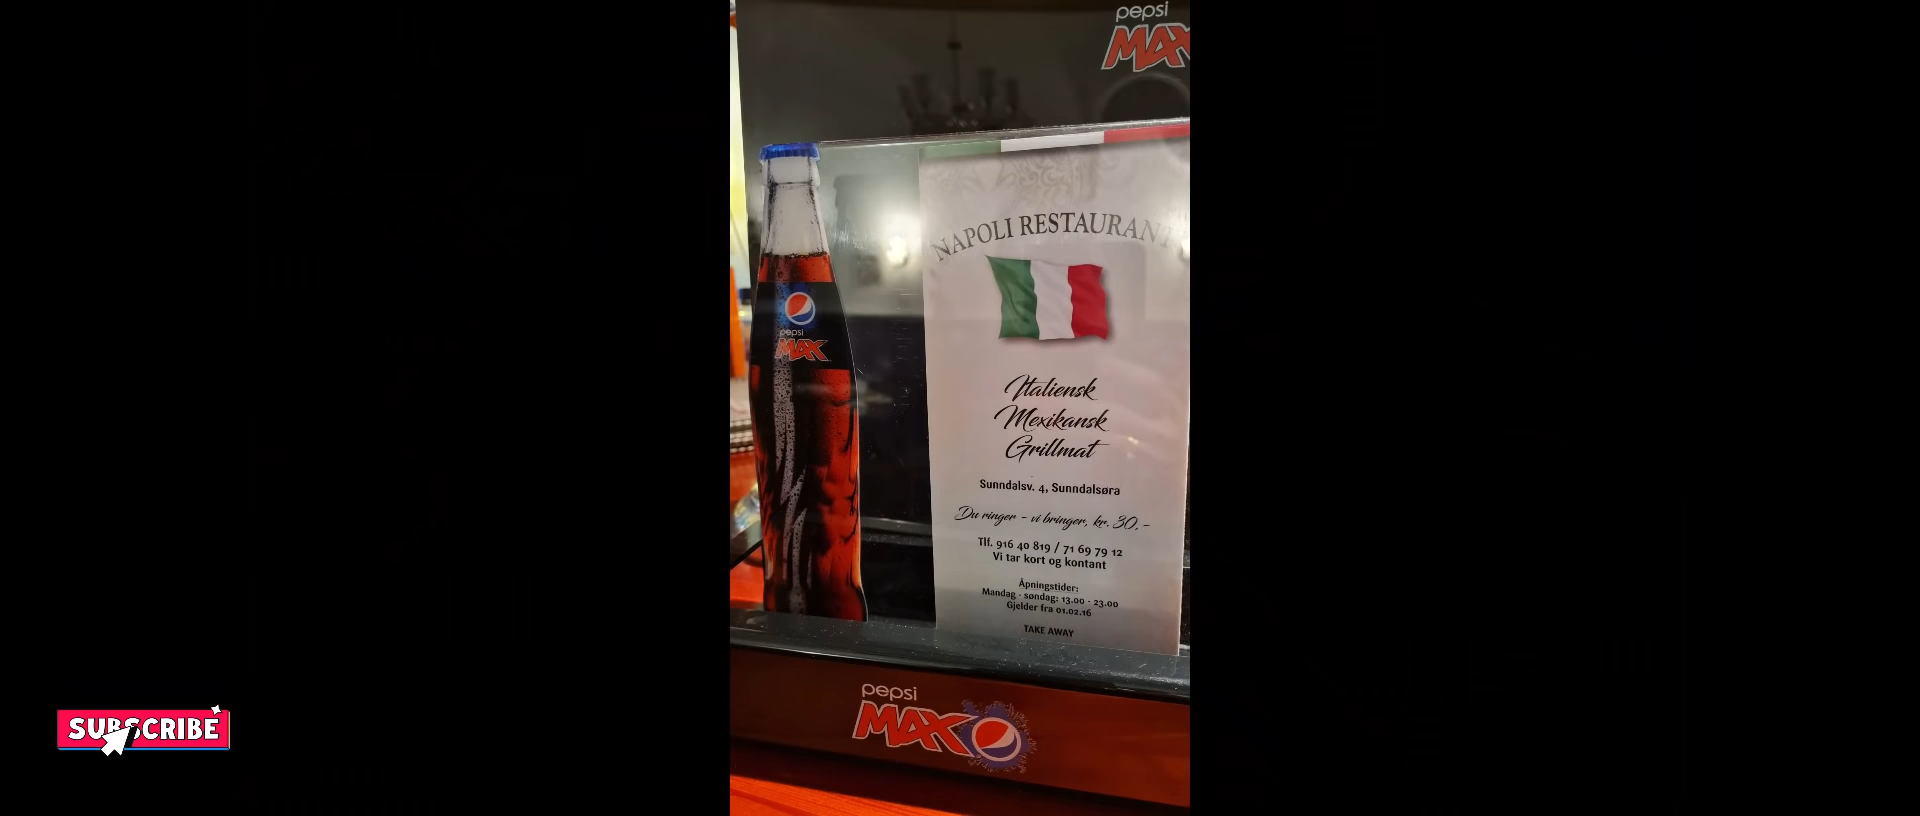 pepsi
MAX
NAPOLI RESTAURANT
pepsi
MAX
Italiensk
Mexikansk
Grillmat
Sunndalsv. 4, Sunndalsøra
Du ringer - vi bringer, kr. 30,-
Tlf. 916 40 819 / 71 69 79 12
Vi tar kort og kontant
Åpningstider:
Mandag - søndag: 13.00 - 23.00
Gjelder fra 01.02.16
TAKE AWAY
pepsi
MAX
SUBSCRIBE